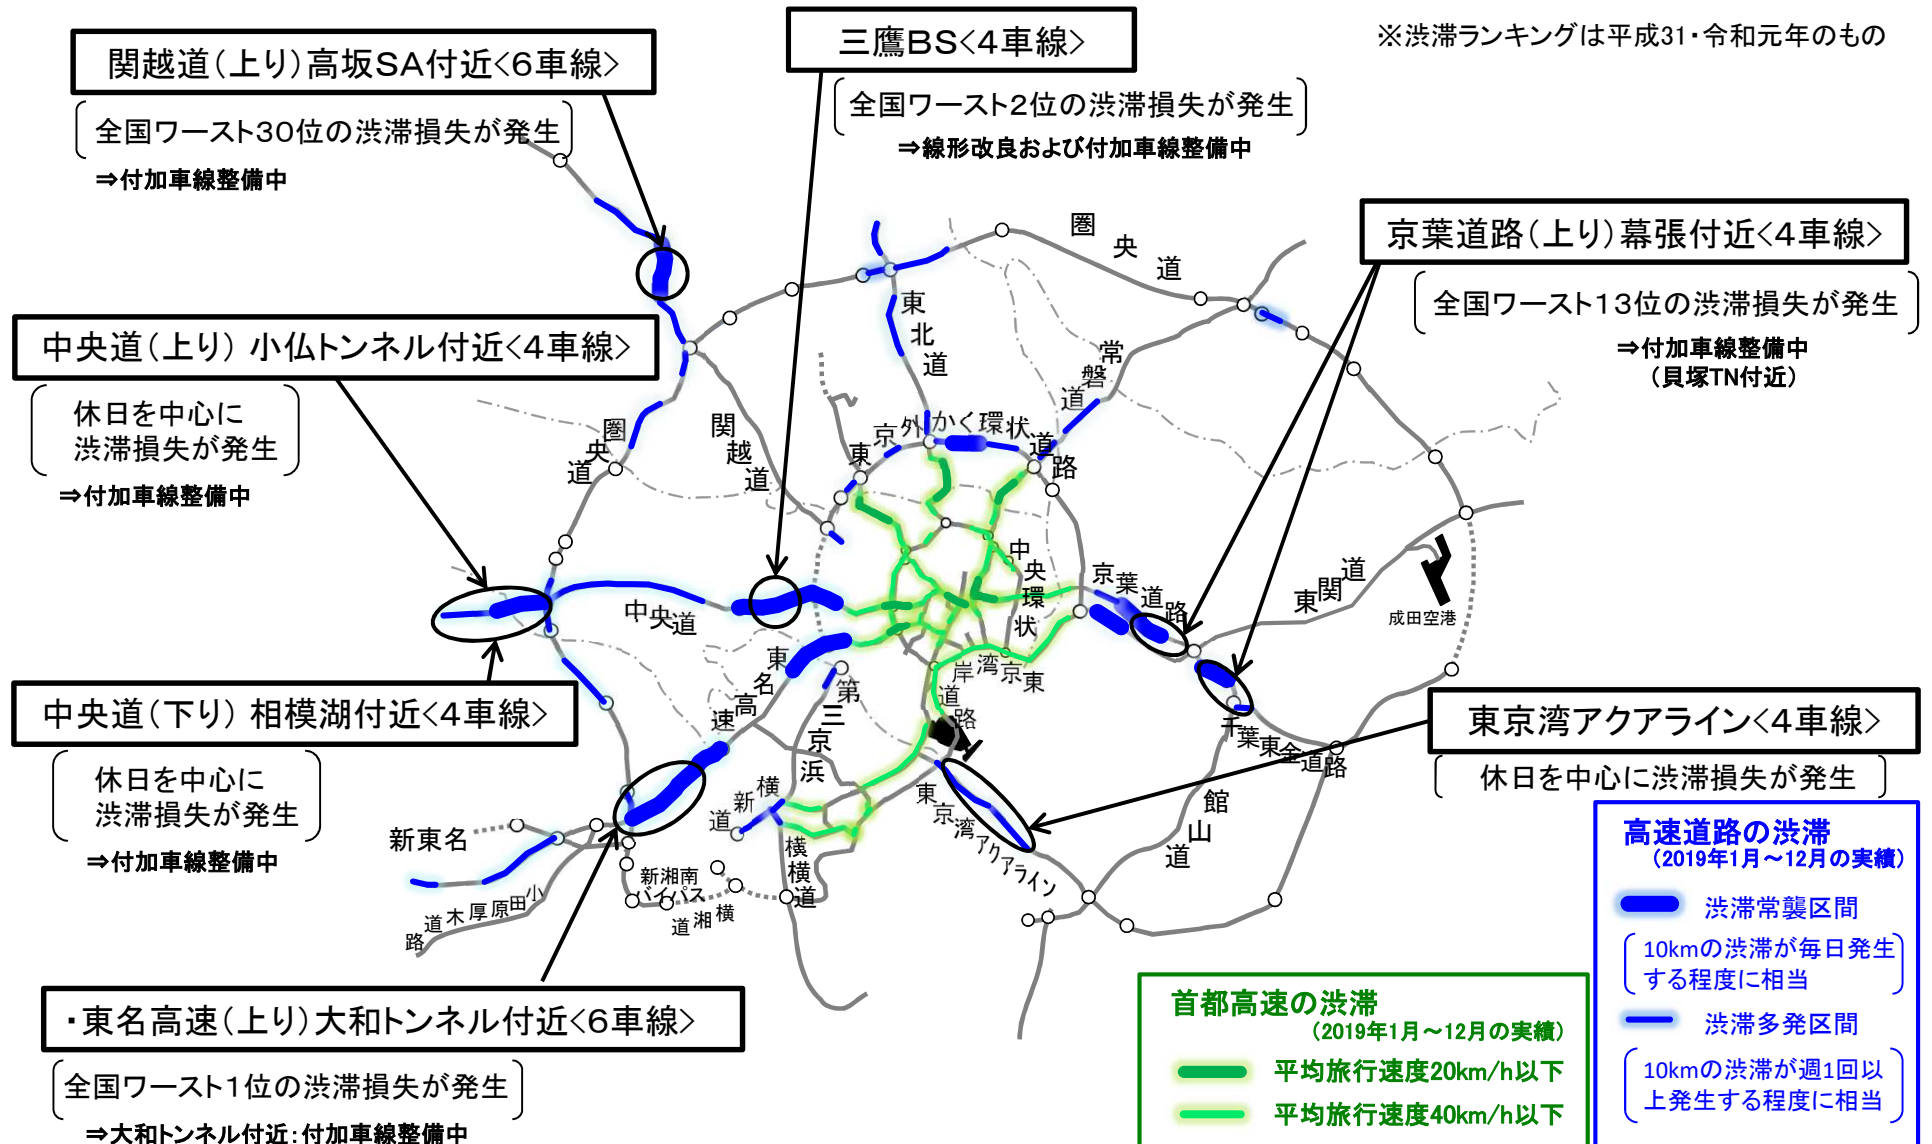 ※渋滞ランキングは平成31・令和元年のもの
関越道（上り）高坂SA付近<6車線>
全国ワースト30位の渋滞損失が発生
⇒付加車線整備中
三鷹BS<4車線>
全国ワースト2位の渋滞損失が発生
⇒線形改良および付加車線整備中
京葉道路（上り）幕張付近<4車線>
全国ワースト13位の渋滞損失が発生
⇒付加車線整備中
（貝塚TN付近）
中央道（上り） 小仏トンネル付近<4車線>
休日を中心に
渋滞損失が発生
⇒付加車線整備中
中央道（下り） 相模湖付近<4車線>
休日を中心に
渋滞損失が発生
⇒付加車線整備中
・東名高速（上り）大和トンネル付近<6車線>
全国ワースト1位の渋滞損失が発生
⇒大和トンネル付近：付加車線整備中
東京湾アクアライン<4車線>
休日を中心に渋滞損失が発生
圏央道
東北道
常磐道
圏央道
関越道
東京外かく環状道路
中央環状
京葉道路
東関道
成田空港
中央道
東名高速
第三京浜
東京湾岸道路
千葉東金道路
館山道
東京湾アクアライン
横新道
横横道
新東名
新湘南
バイパス
横湘道
小田原厚木道路
首都高速の渋滞
（2019年1月～12月の実績）
平均旅行速度20km/h以下
平均旅行速度40km/h以下
高速道路の渋滞
（2019年1月～12月の実績）
渋滞常襲区間
10kmの渋滞が毎日発生
する程度に相当
渋滞多発区間
10kmの渋滞が週1回以
上発生する程度に相当